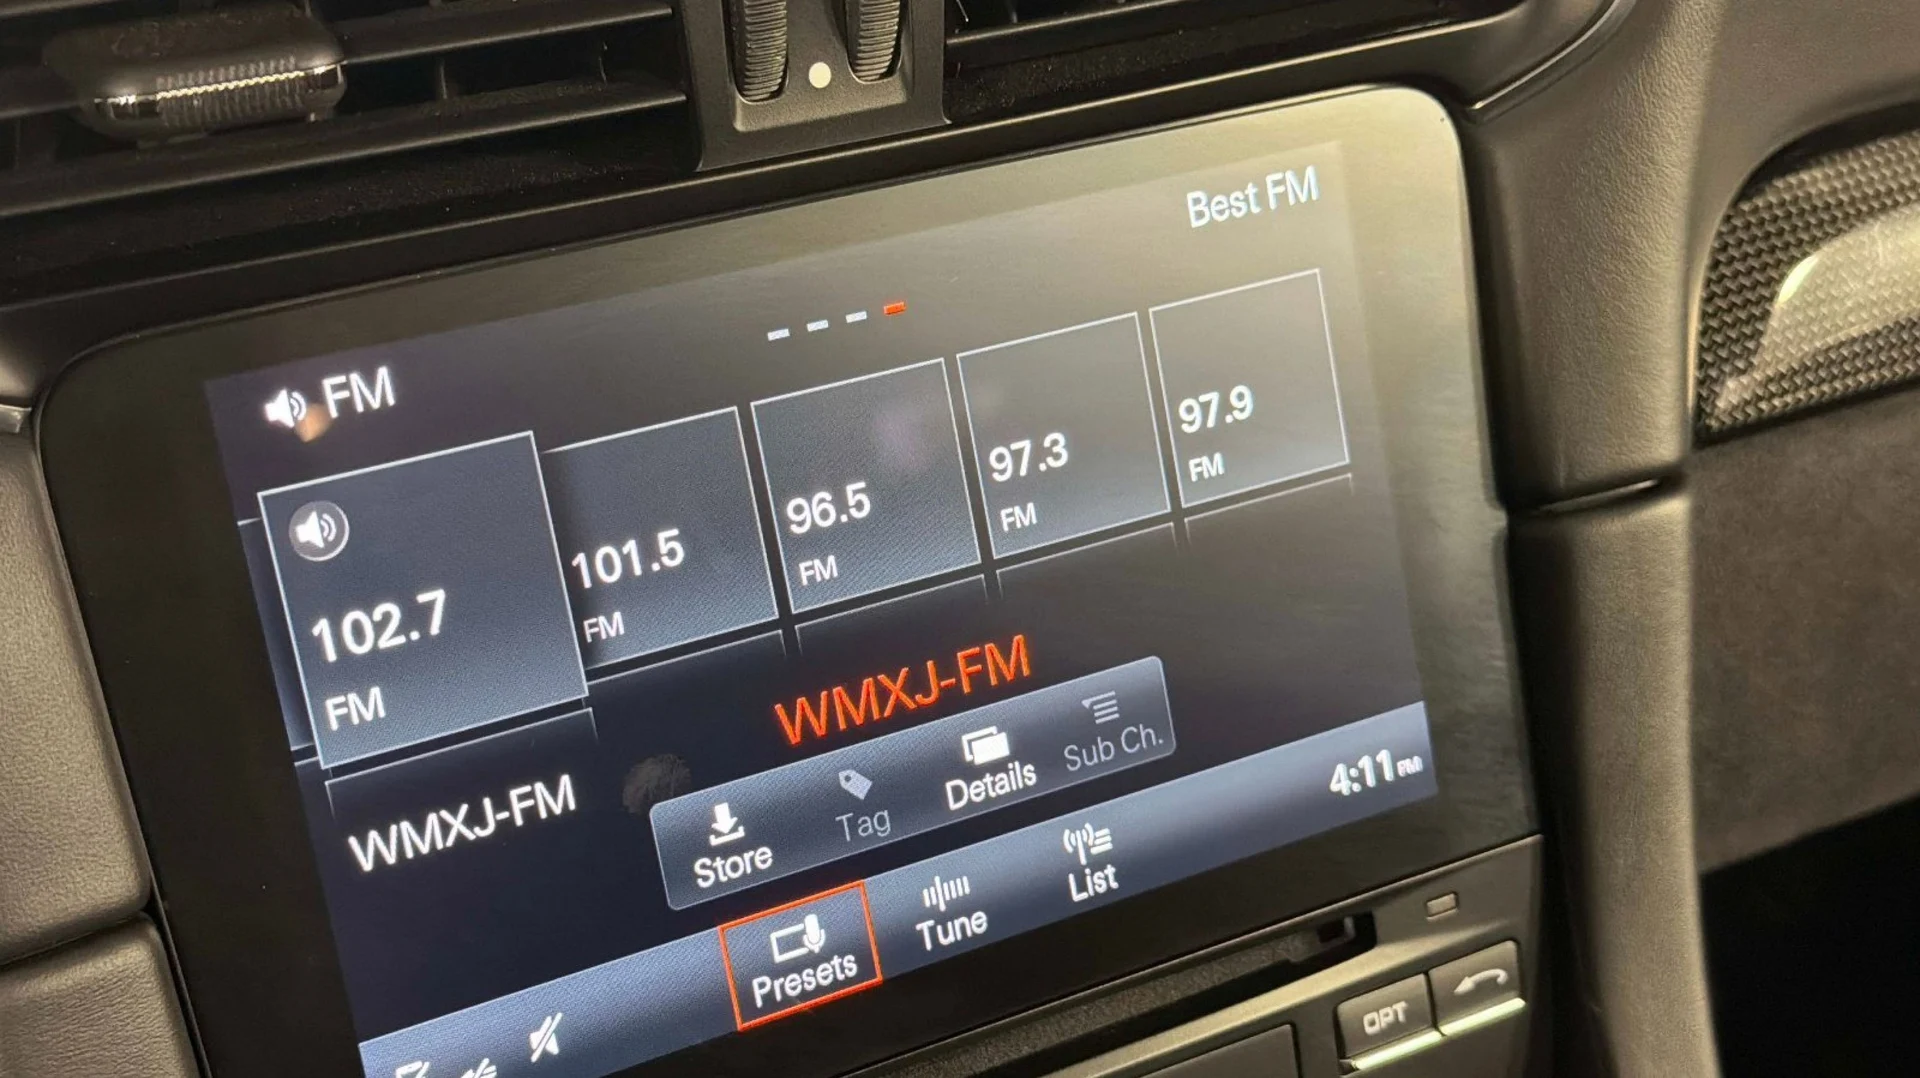 Best FM
FM
102.7
FM
101.5
FM
96.5
FM
97.3
FM
97.9
FM
WMXJ-FM
WMXJ-FM
Store
Tag
Details
Sub Ch.
4:11PM
Presets
Tune
List
OPT